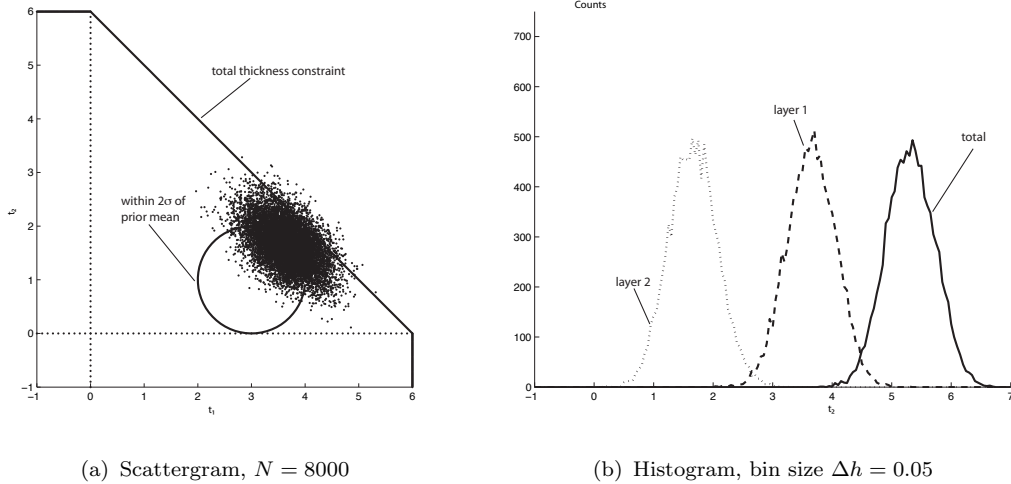 6
5
4
3
2
1
0
−1
t₂
−1 0 1 2 3 4 5 6
t₁
total thickness constraint
within 2σ of
prior mean
(a) Scattergram, N = 8000
Counts
700
600
500
400
300
200
100
0
−1 0 1 2 3 4 5 6 7
t₂
layer 2
layer 1
total
(b) Histogram, bin size Δh = 0.05